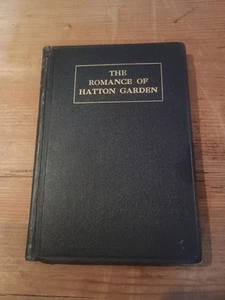 THE
ROMANCE OF
HATTON GARDEN